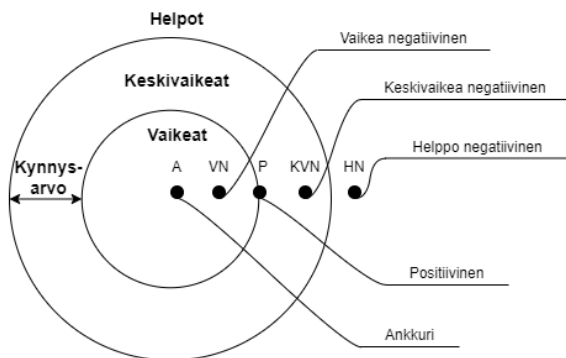 Helpot
Vaikea negatiivinen
Keskivaikeat
Keskivaikea negatiivinen
Vaikeat
Helppo negatiivinen
Kynnys-
arvo
A VN P KVN HN
Positiivinen
Ankkuri